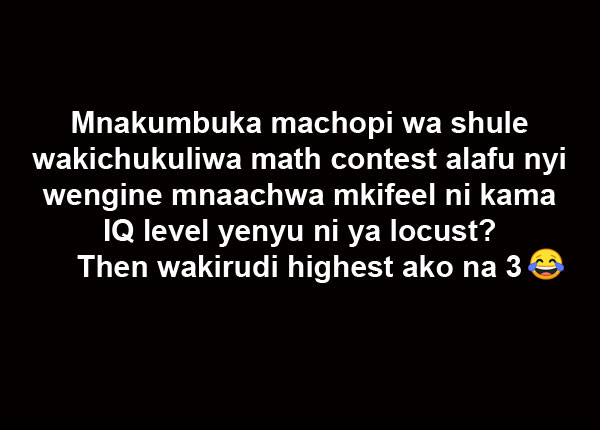 Mnakumbuka machopi wa shule
wakichukuliwa math contest alafu nyi
wengine mnaachwa mkifeel ni kama
IQ level yenyu ni ya locust?
Then wakirudi highest ako na 3😂